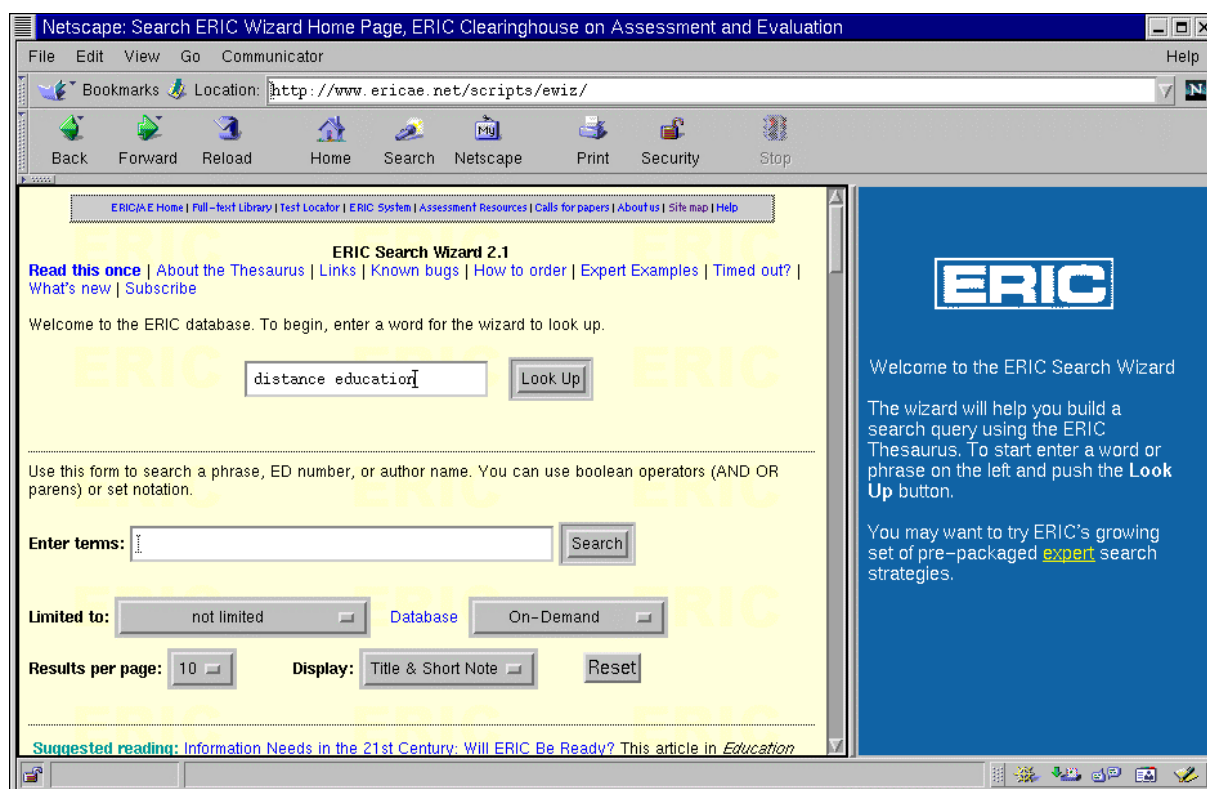 Netscape: Search ERIC Wizard Home Page, ERIC Clearinghouse on Assessment and Evaluation
File Edit View Go Communicator Help
Bookmarks Location: http://www.ericae.net/scripts/ewiz/ N
Back Forward Reload Home Search Netscape Print Security Stop
My
ERIC/AE Home | Full-text Library | Test Locator | ERIC System | Assessment Resources | Calls for papers | About us | Site map | Help
ERIC Search Wizard 2.1
Read this once | About the Thesaurus | Links | Known bugs | How to order | Expert Examples | Timed out? |
What's new | Subscribe
Welcome to the ERIC database. To begin, enter a word for the wizard to look up.
distance education Look Up
Use this form to search a phrase, ED number, or author name. You can use boolean operators (AND OR
parens) or set notation.
Enter terms: Search
Limited to: not limited Database On-Demand
Results per page: 10 Display: Title & Short Note Reset
Suggested reading: Information Needs in the 21st Century: Will ERIC Be Ready? This article in Education
ERIC
Welcome to the ERIC Search Wizard
The wizard will help you build a
search query using the ERIC
Thesaurus. To start enter a word or
phrase on the left and push the Look
Up button.
You may want to try ERIC's growing
set of pre-packaged expert search
strategies.